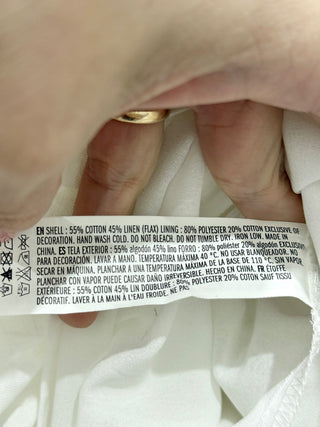 EN SHELL : 55% COTTON 45% LINEN (FLAX) LINING : 80% POLYESTER 20% COTTON EXCLUSIVE OF
DECORATION. HAND WASH COLD. DO NOT BLEACH. DO NOT TUMBLE DRY. IRON LOW. MADE IN
CHINA. ES TELA EXTERIOR : 55% algodón 45% lino FORRO : 80% poliéster 20% algodón EXCLUSIVE
PARA DECORACIÓN. LAVAR A MANO. TEMPERATURA MÁXIMA 40 °C. NO USAR BLANQUEADOR. NO
SECAR EN MÁQUINA. PLANCHAR A UNA TEMPERATURA MÁXIMA DE LA BASE DE 110 °C. SIN VAPOR
PLANCHAR CON VAPOR PUEDE CAUSAR DAÑO IRREVERSIBLE. HECHO EN CHINA. FR ÉTOFFE
EXTÉRIEURE : 55% COTON 45% LIN DOUBLURE : 80% POLYESTER 20% COTON SAUF TISSU
DÉCORATIF. LAVER À LA MAIN À L'EAU FROIDE. NE PAS